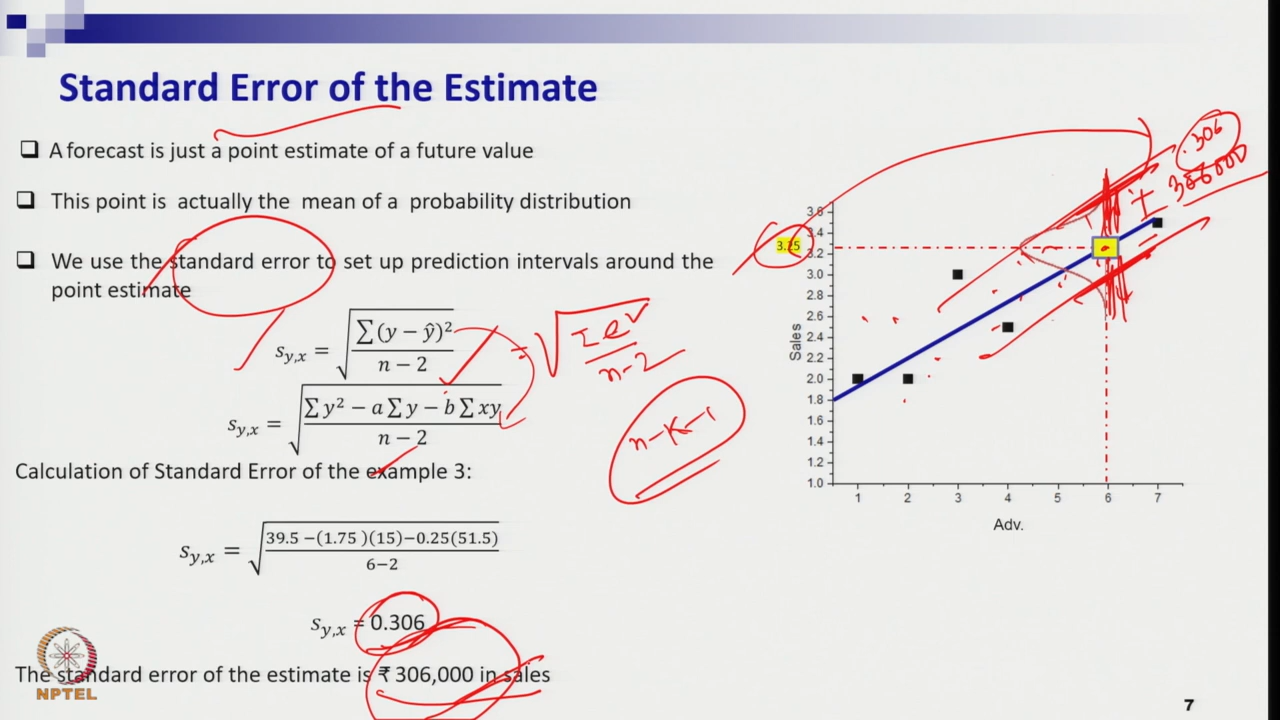 Standard Error of the Estimate
❑ A forecast is just a point estimate of a future value
❑ This point is actually the mean of a probability distribution
❑ We use the standard error to set up prediction intervals around the
point estimate
s_{y,x} = √(∑(y − ŷ)² / (n − 2))
= √(Σe² / (n-2))
s_{y,x} = √((∑y² − a∑y − b∑xy) / (n − 2))
n-K-1
Calculation of Standard Error of the example 3:
s_{y,x} = √((39.5 −(1.75 )(15)−0.25(51.5)) / (6−2))
s_{y,x} = 0.306
The standard error of the estimate is ₹ 306,000 in sales
NPTEL
.306
± 306000
3.25
3.6
3.4
3.2
3.0
2.8
2.6
2.4
2.2
2.0
1.8
1.6
1.4
1.2
1.0
Sales
1 2 3 4 5 6 7
Adv.
7